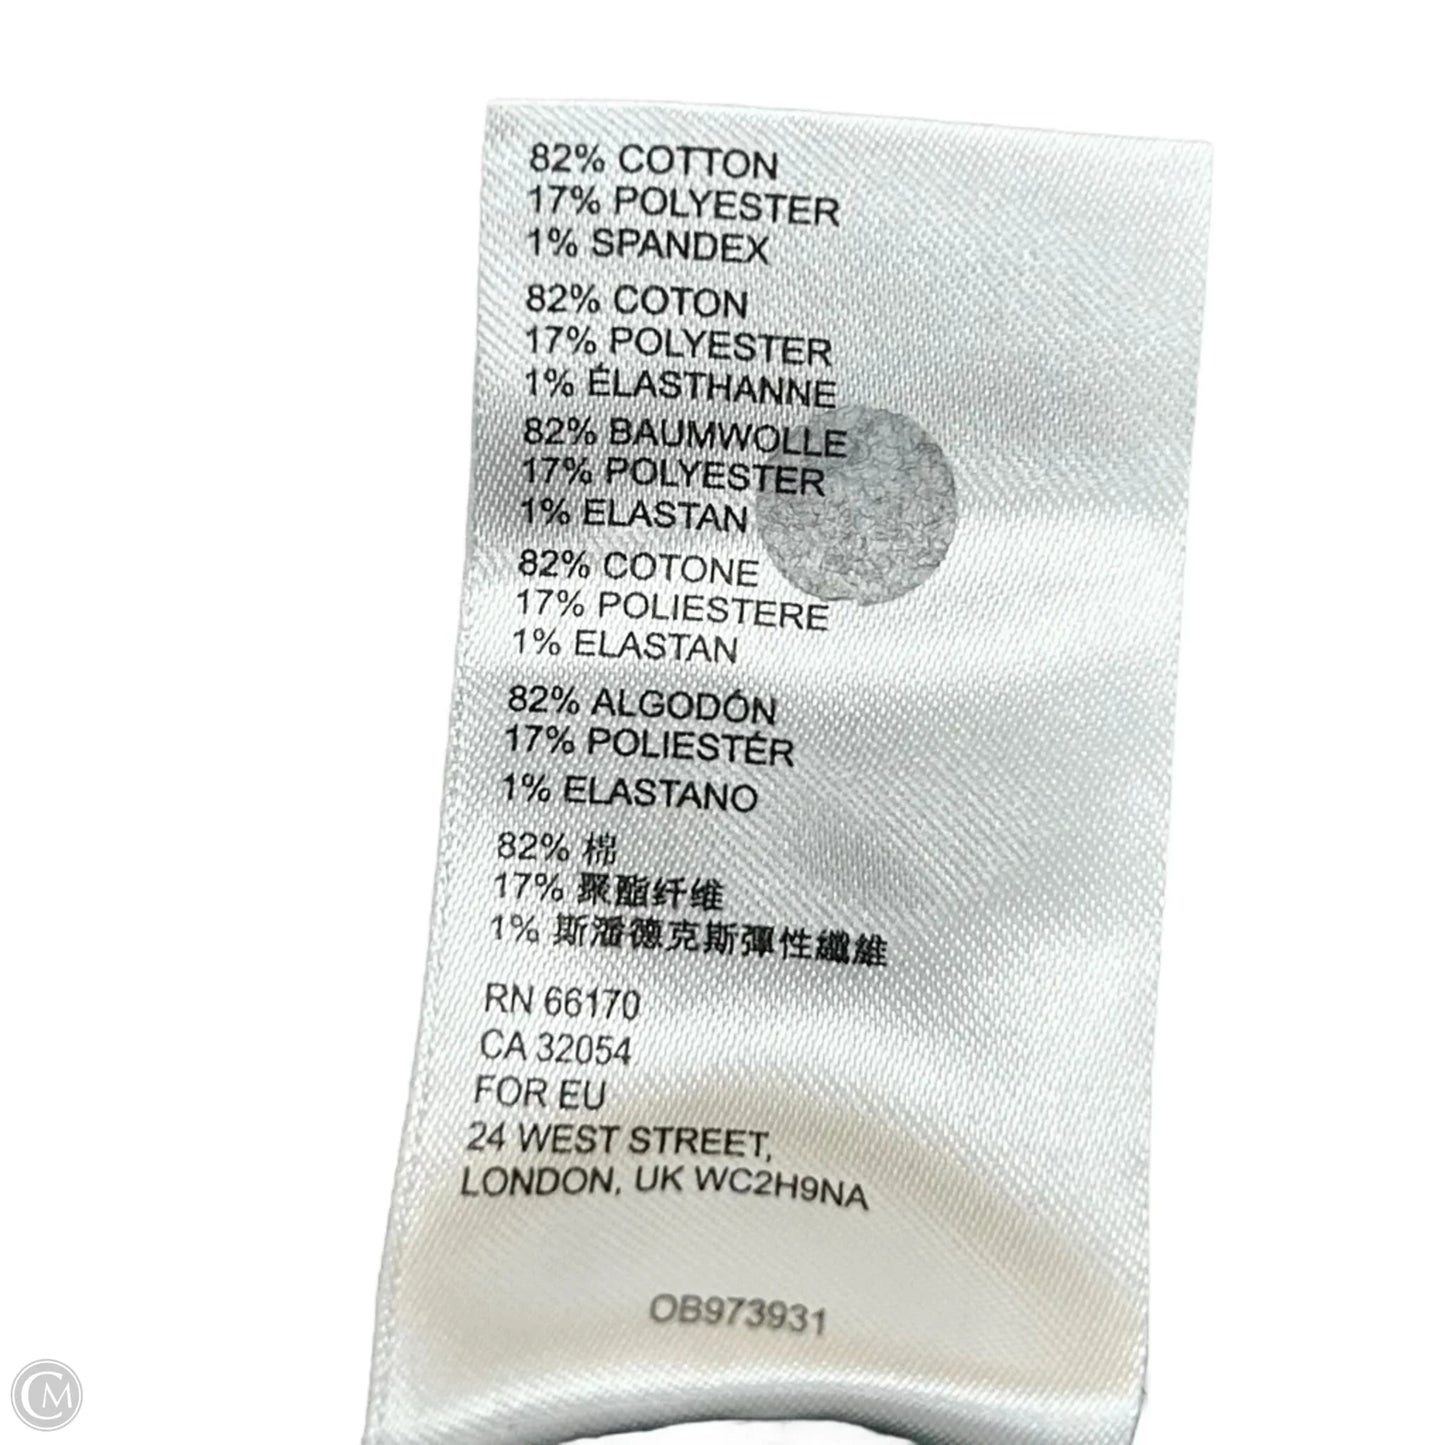 82% COTTON
17% POLYESTER
1% SPANDEX
82% COTON
17% POLYESTER
1% ÉLASTHANNE
82% BAUMWOLLE
17% POLYESTER
1% ELASTAN
82% COTONE
17% POLIESTERE
1% ELASTAN
82% ALGODÓN
17% POLIESTÉR
1% ELASTANO
82% 棉
17% 聚酯纤维
1% 斯潘德克斯彈性纖維
RN 66170
CA 32054
FOR EU
24 WEST STREET,
LONDON, UK WC2H9NA
OB973931
CM